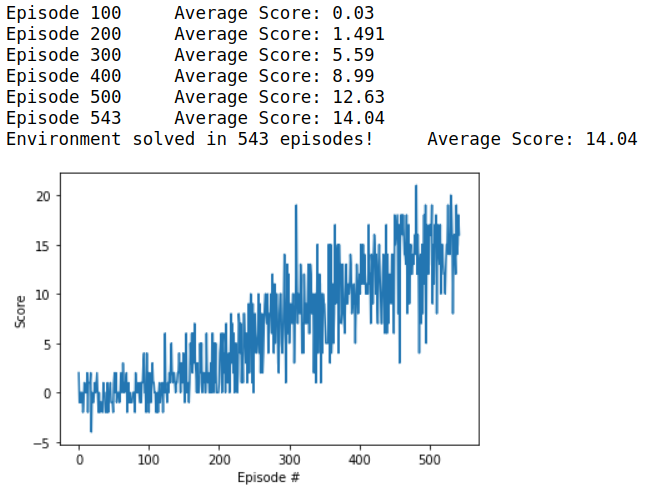 Episode 100 Average Score: 0.03
Episode 200 Average Score: 1.491
Episode 300 Average Score: 5.59
Episode 400 Average Score: 8.99
Episode 500 Average Score: 12.63
Episode 543 Average Score: 14.04
Environment solved in 543 episodes! Average Score: 14.04
20
15
10
5
0
−5
Score
0 100 200 300 400 500
Episode #